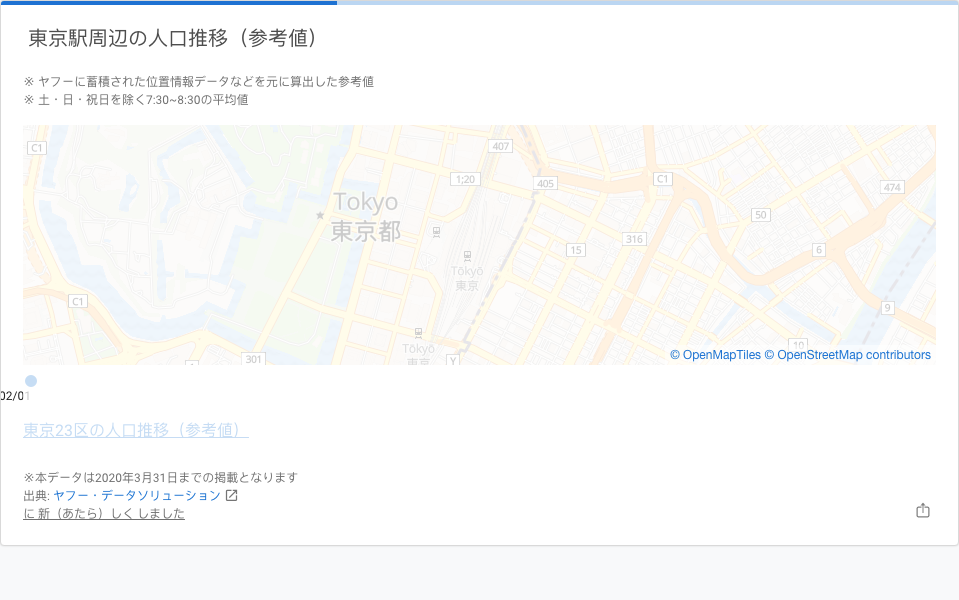 東京駅周辺の人口推移（参考値）
※ ヤフーに蓄積された位置情報データなどを元に算出した参考値
※ 土・日・祝日を除く7:30~8:30の平均値
C1
407
1;20
405
C1
474
Tokyo
東京都
50
316
15
6
Tōkyō
東京
C1
9
10
Tōkyō
東京
301
Y
© OpenMapTiles © OpenStreetMap contributors
02/01
東京23区の人口推移（参考値）
※本データは2020年3月31日までの掲載となります
出典: ヤフー・データソリューション
に 新（あたら）しく しました